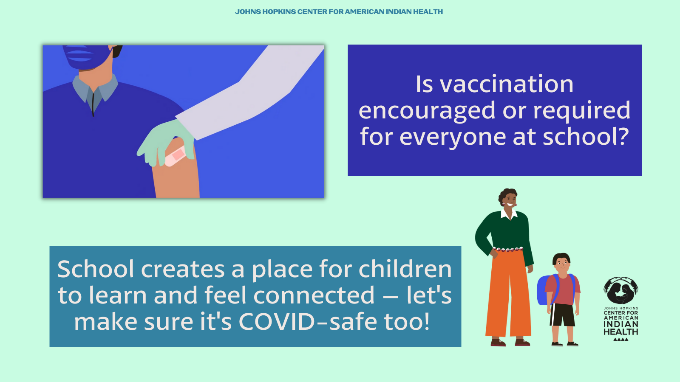 JOHNS HOPKINS CENTER FOR AMERICAN INDIAN HEALTH
Is vaccination
encouraged or required
for everyone at school?
School creates a place for children
to learn and feel connected – let's
make sure it's COVID-safe too!
JOHNS HOPKINS
CENTER FOR
AMERICAN
INDIAN
HEALTH